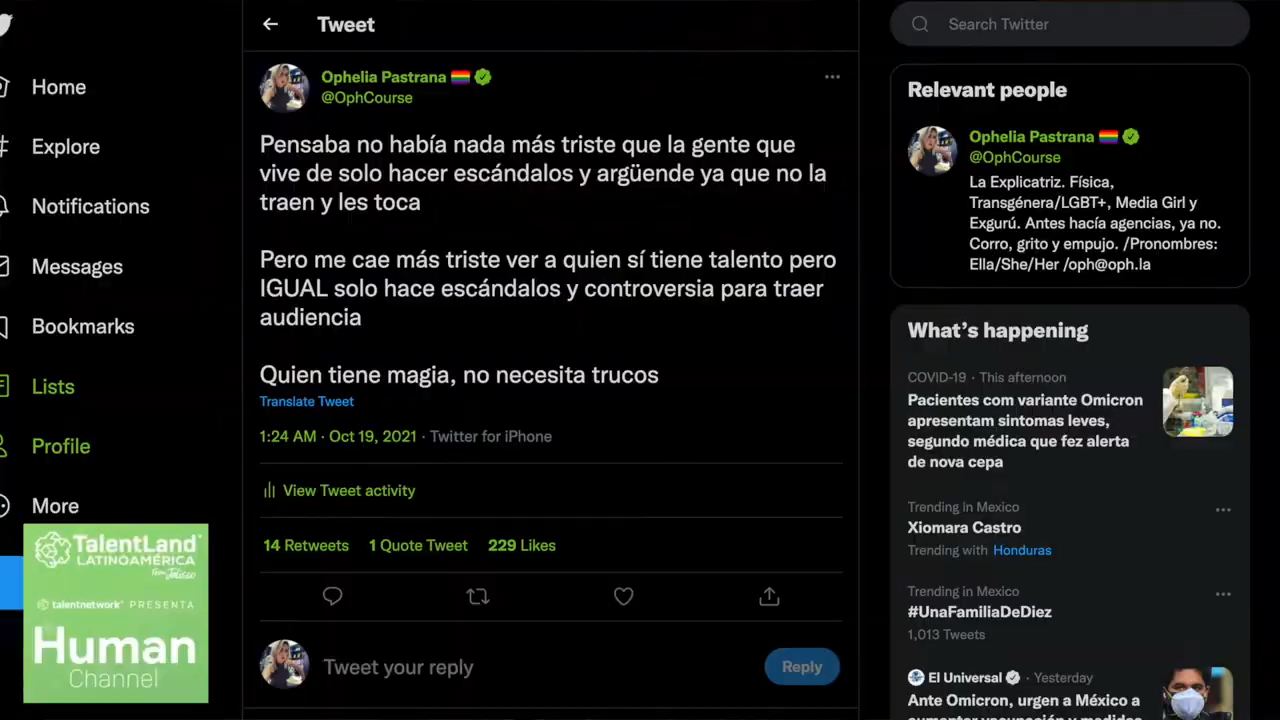 Home
Explore
Notifications
Messages
Bookmarks
Lists
Profile
More
TalentLand
LATINOAMÉRICA
From Jalisco
talentnetwork PRESENTA
Human
Channel
Tweet
Ophelia Pastrana
@OphCourse
Pensaba no había nada más triste que la gente que
vive de solo hacer escándalos y argüende ya que no la
traen y les toca
Pero me cae más triste ver a quien sí tiene talento pero
IGUAL solo hace escándalos y controversia para traer
audiencia
Quien tiene magia, no necesita trucos
Translate Tweet
1:24 AM · Oct 19, 2021 · Twitter for iPhone
View Tweet activity
14 Retweets 1 Quote Tweet 229 Likes
Tweet your reply
Reply
Search Twitter
Relevant people
Ophelia Pastrana
@OphCourse
La Explicatriz. Física,
Transgénera/LGBT+, Media Girl y
Exgurú. Antes hacía agencias, ya no.
Corro, grito y empujo. /Pronombres:
Ella/She/Her /oph@oph.la
What's happening
COVID-19 · This afternoon
Pacientes com variante Omicron
apresentam sintomas leves,
segundo médica que fez alerta
de nova cepa
Trending in Mexico
Xiomara Castro
Trending with Honduras
Trending in Mexico
#UnaFamiliaDeDiez
1,013 Tweets
El Universal · Yesterday
Ante Omicron, urgen a México a